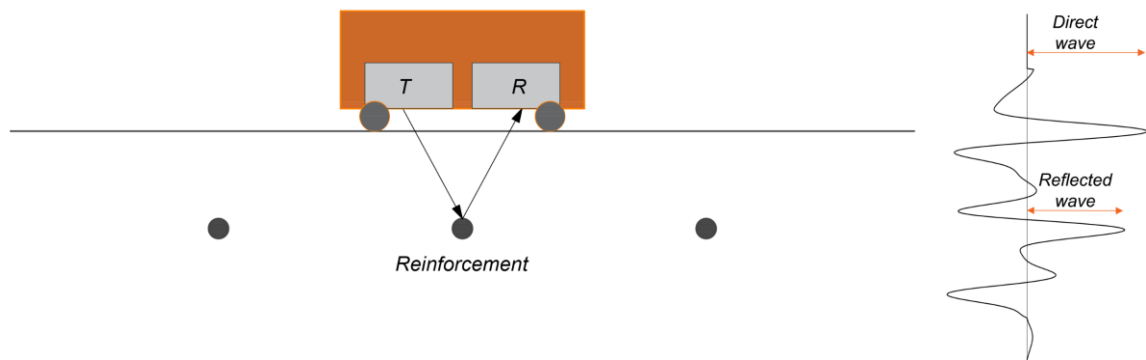 T
R
Reinforcement
Direct
wave
Reflected
wave